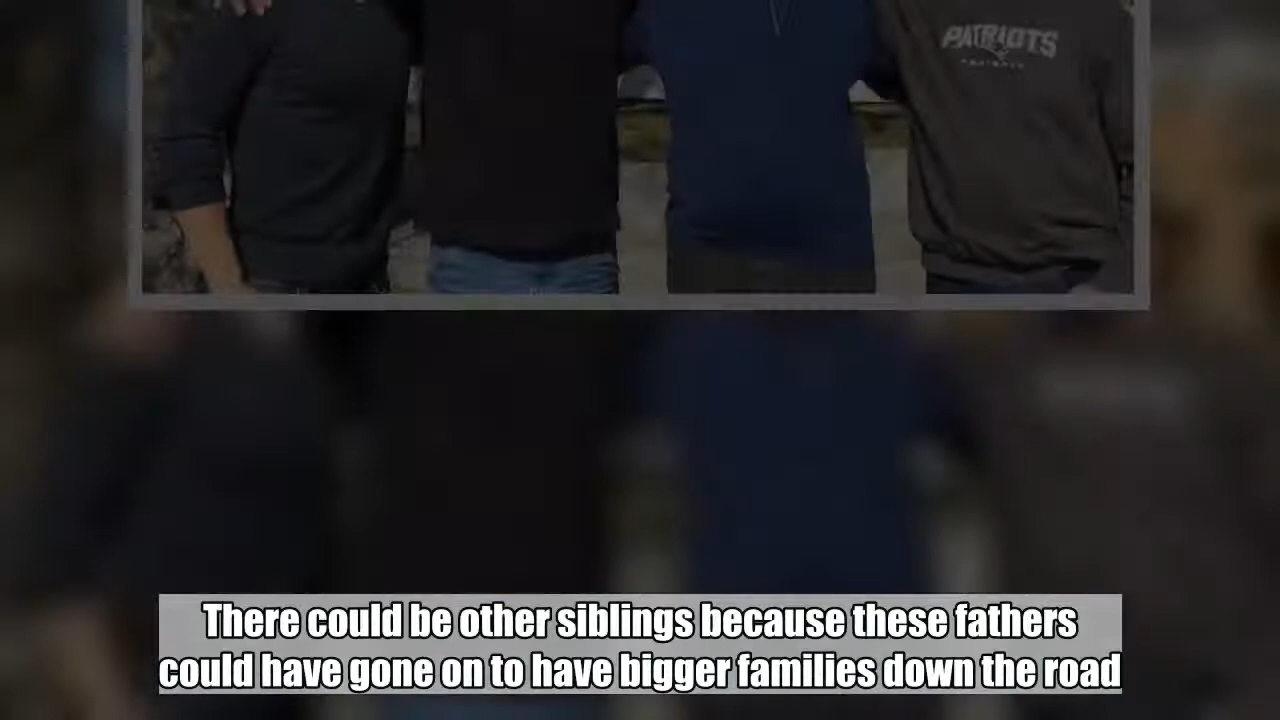 PATRIOTS
FOOTBALL
There could be other siblings because these fathers
could have gone on to have bigger families down the road